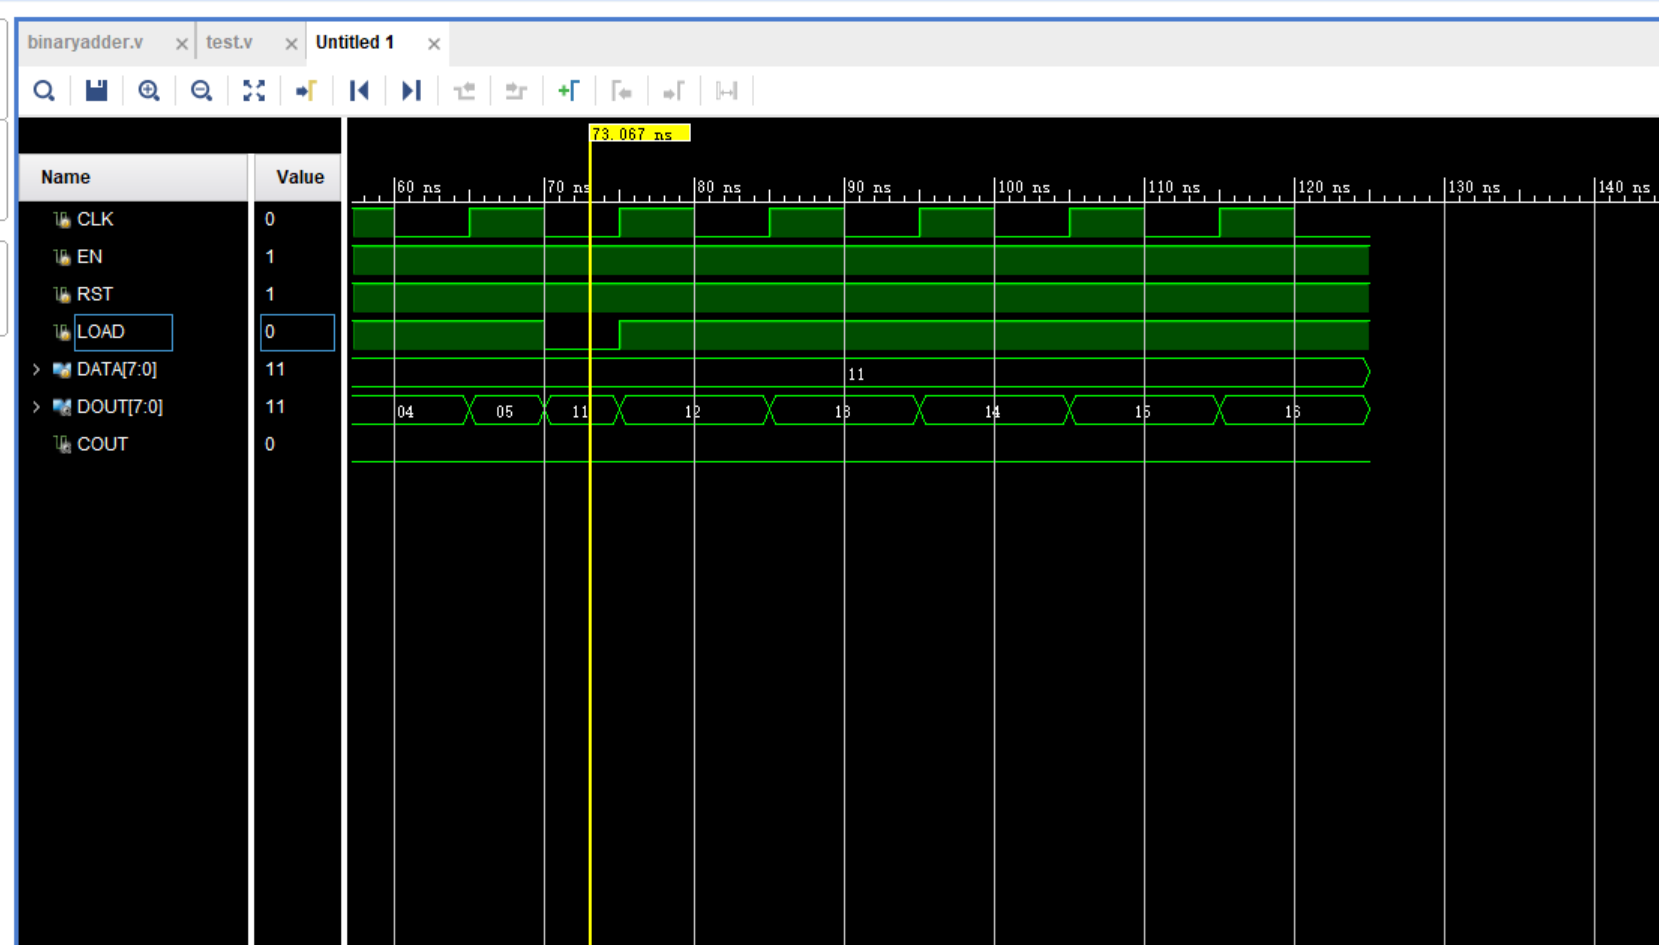 binaryadder.v × test.v × Untitled 1 ×
73.067 ns
Name Value
60 ns 70 ns 80 ns 90 ns 100 ns 110 ns 120 ns 130 ns 140 ns
CLK 0
EN 1
RST 1
LOAD 0
DATA[7:0] 11 11
DOUT[7:0] 11 04 05 11 12 13 14 15 16
COUT 0